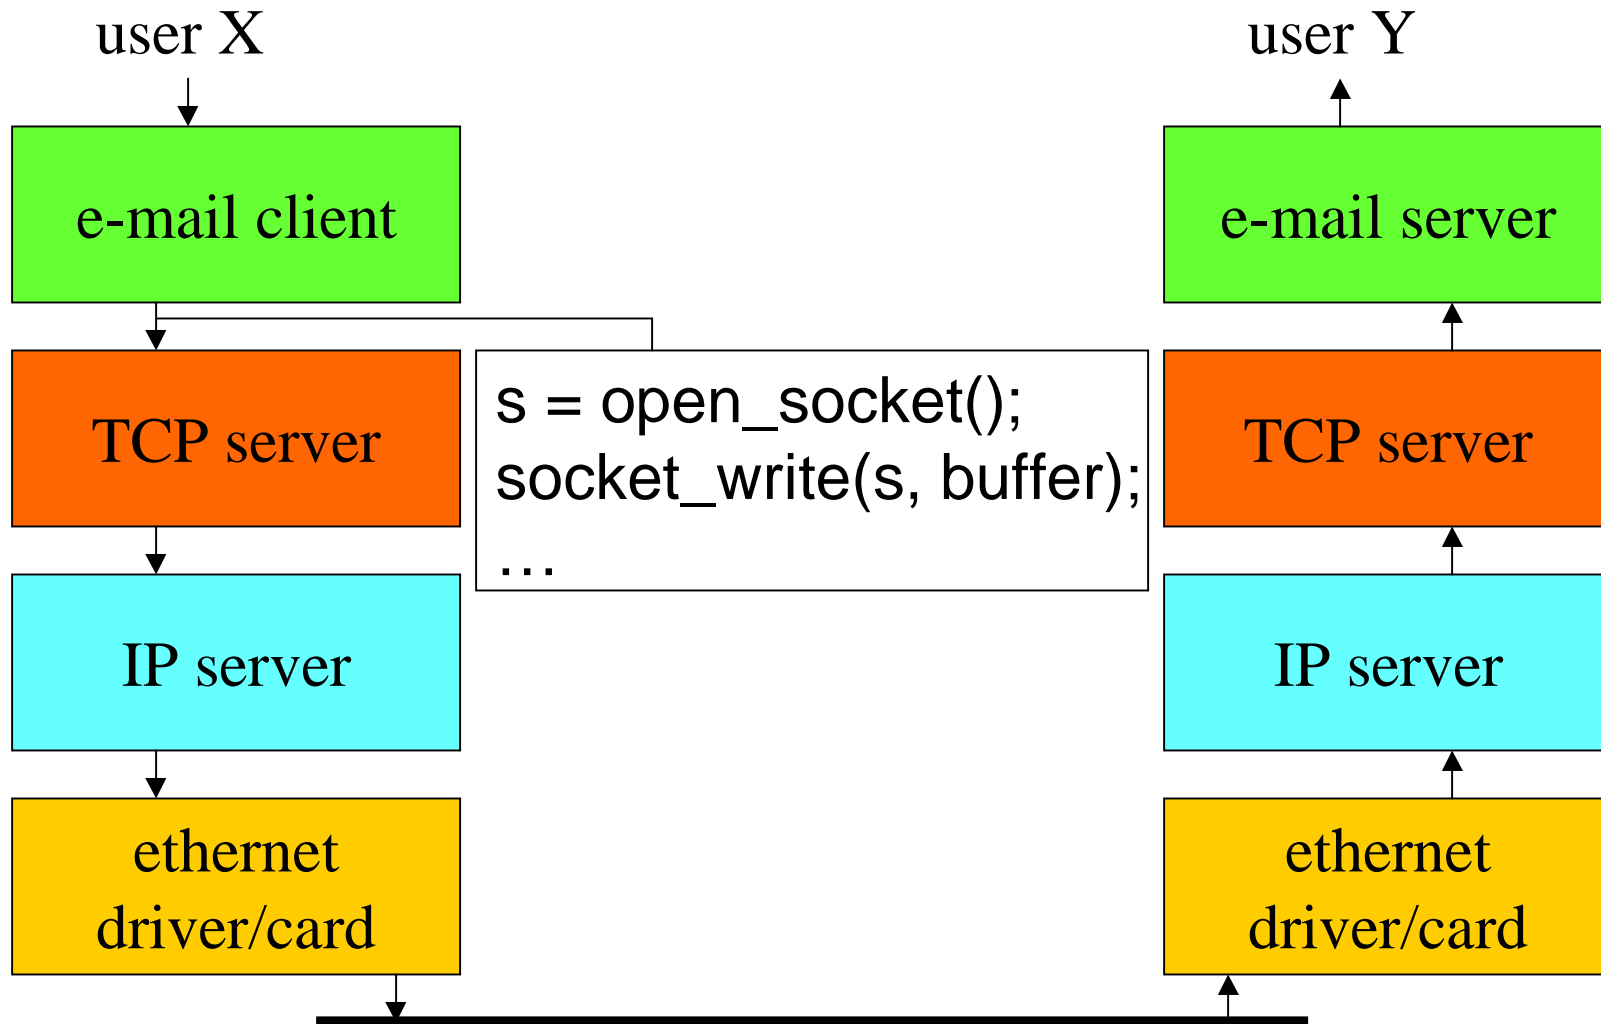 user X
user Y
e-mail client
e-mail server
TCP server
s = open_socket();
socket_write(s, buffer);
…
TCP server
IP server
IP server
ethernet
driver/card
ethernet
driver/card